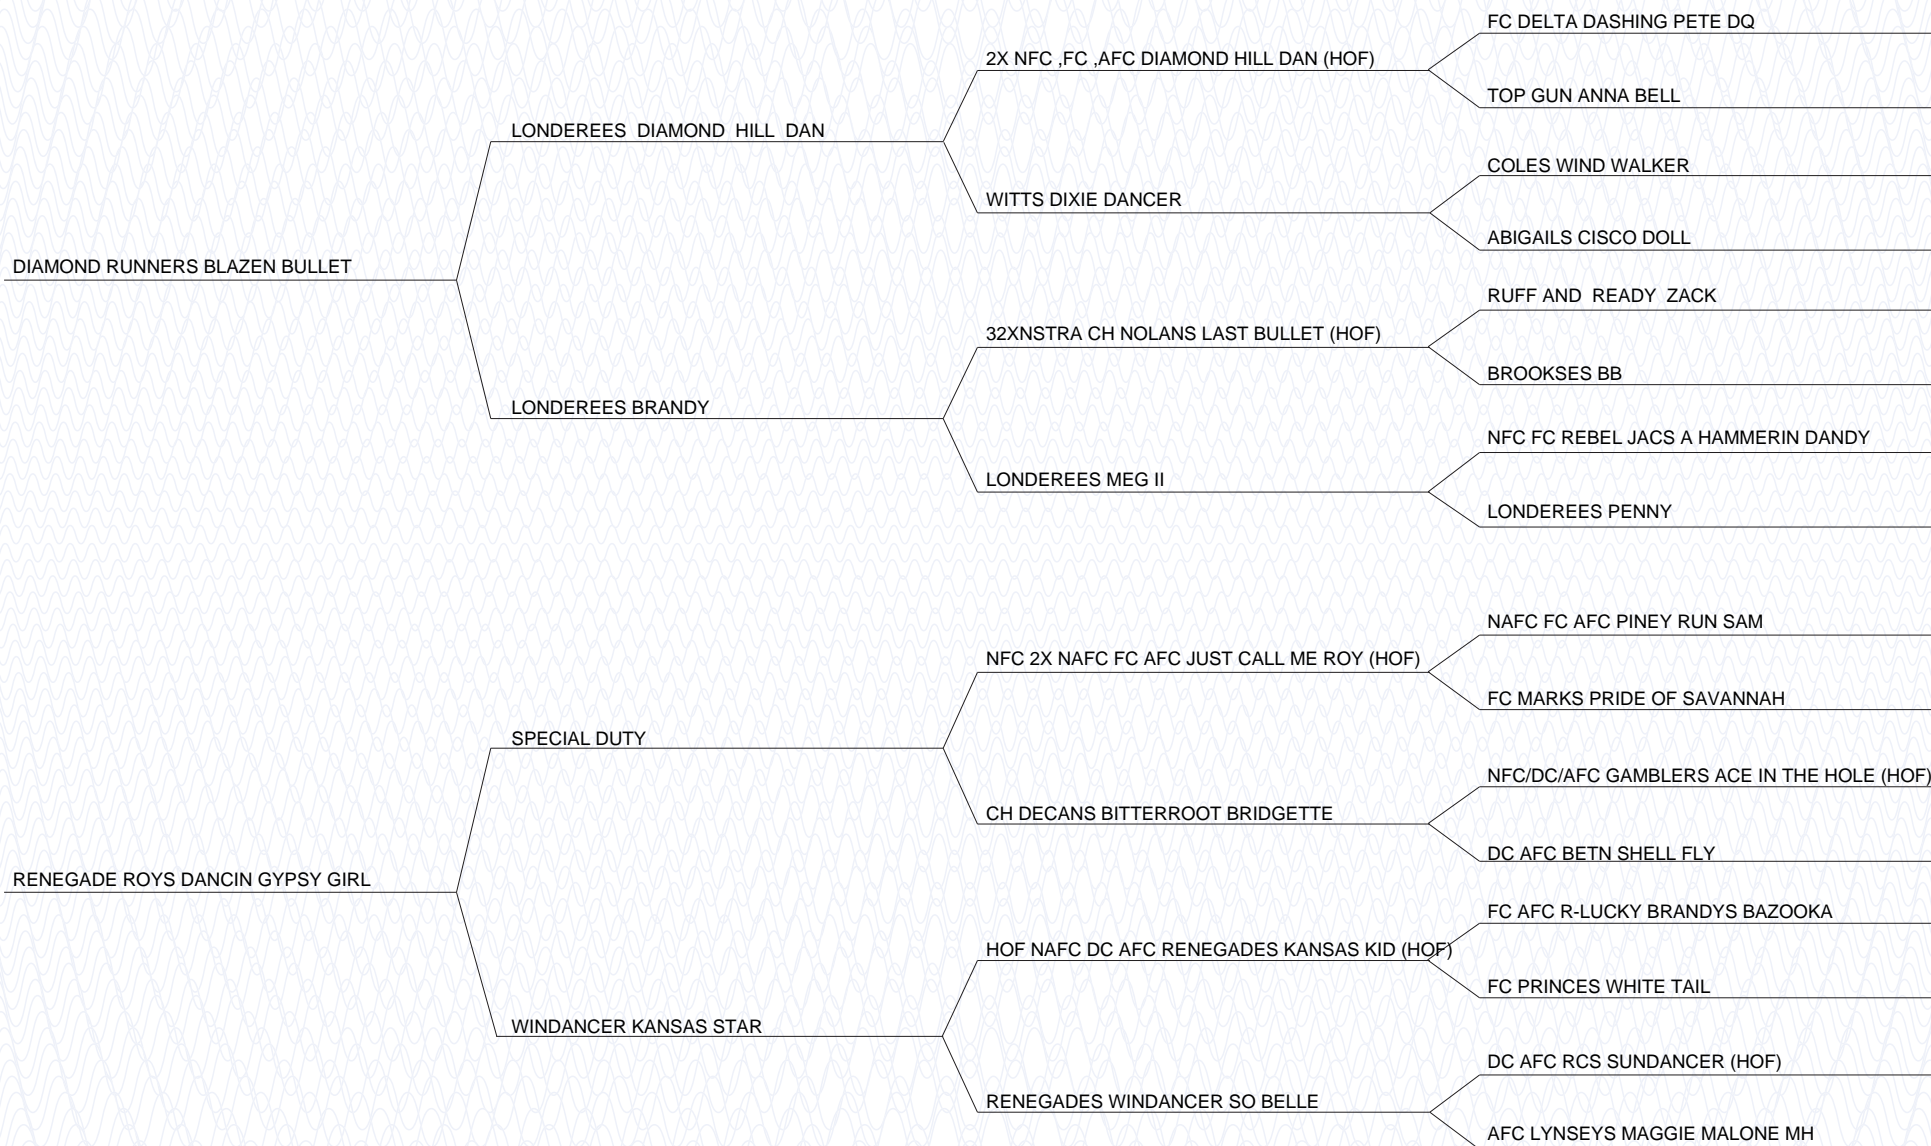 FC DELTA DASHING PETE DQ
2X NFC ,FC ,AFC DIAMOND HILL DAN (HOF)
TOP GUN ANNA BELL
LONDEREES DIAMOND HILL DAN
COLES WIND WALKER
WITTS DIXIE DANCER
ABIGAILS CISCO DOLL
DIAMOND RUNNERS BLAZEN BULLET
RUFF AND READY ZACK
32XNSTRA CH NOLANS LAST BULLET (HOF)
BROOKSES BB
LONDEREES BRANDY
NFC FC REBEL JACS A HAMMERIN DANDY
LONDEREES MEG II
LONDEREES PENNY
NAFC FC AFC PINEY RUN SAM
NFC 2X NAFC FC AFC JUST CALL ME ROY (HOF)
FC MARKS PRIDE OF SAVANNAH
SPECIAL DUTY
NFC/DC/AFC GAMBLERS ACE IN THE HOLE (HOF)
CH DECANS BITTERROOT BRIDGETTE
DC AFC BETN SHELL FLY
RENEGADE ROYS DANCIN GYPSY GIRL
FC AFC R-LUCKY BRANDYS BAZOOKA
HOF NAFC DC AFC RENEGADES KANSAS KID (HOF)
FC PRINCES WHITE TAIL
WINDANCER KANSAS STAR
DC AFC RCS SUNDANCER (HOF)
RENEGADES WINDANCER SO BELLE
AFC LYNSEYS MAGGIE MALONE MH